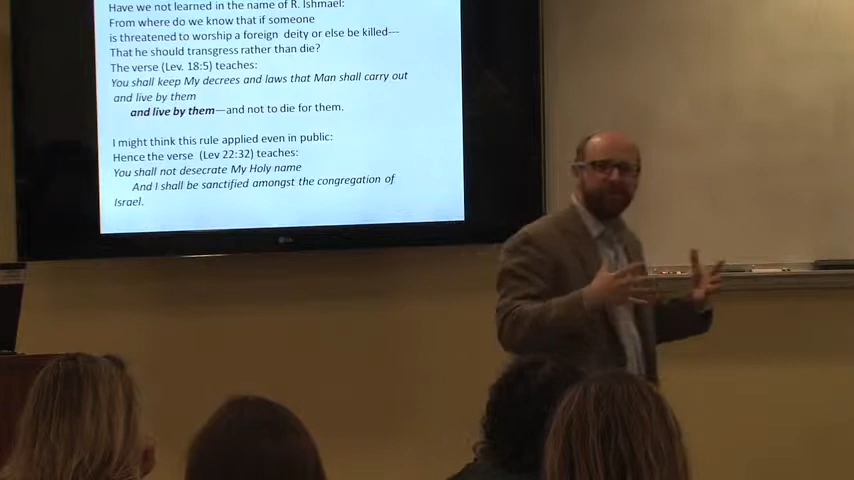 Have we not learned in the name of R. Ishmael:
From where do we know that if someone
is threatened to worship a foreign deity or else be killed---
That he should transgress rather than die?
The verse (Lev. 18:5) teaches:
You shall keep My decrees and laws that Man shall carry out
and live by them
and live by them—and not to die for them.
I might think this rule applied even in public:
Hence the verse (Lev 22:32) teaches:
You shall not desecrate My Holy name
And I shall be sanctified amongst the congregation of
Israel.
LG